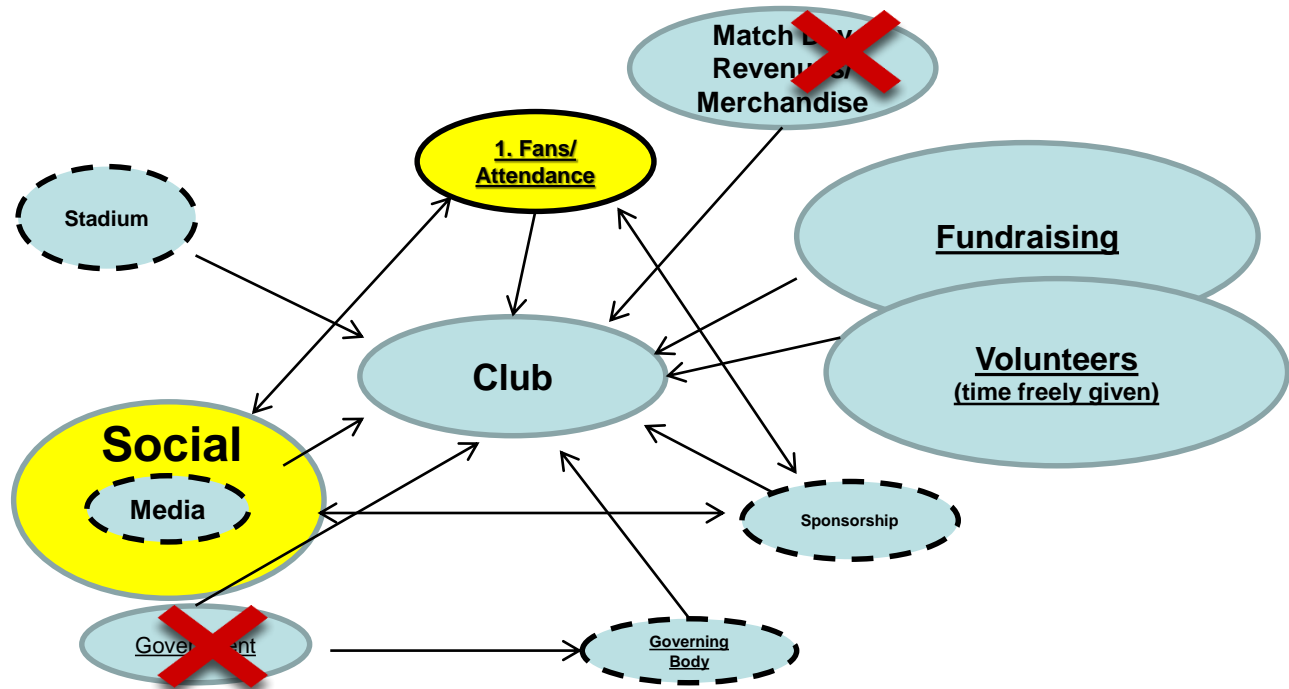 Match Day
Revenues/
Merchandise
1. Fans/
Attendance
Stadium
Fundraising
Club
Volunteers
(time freely given)
Social
Media
Sponsorship
Government
Governing
Body